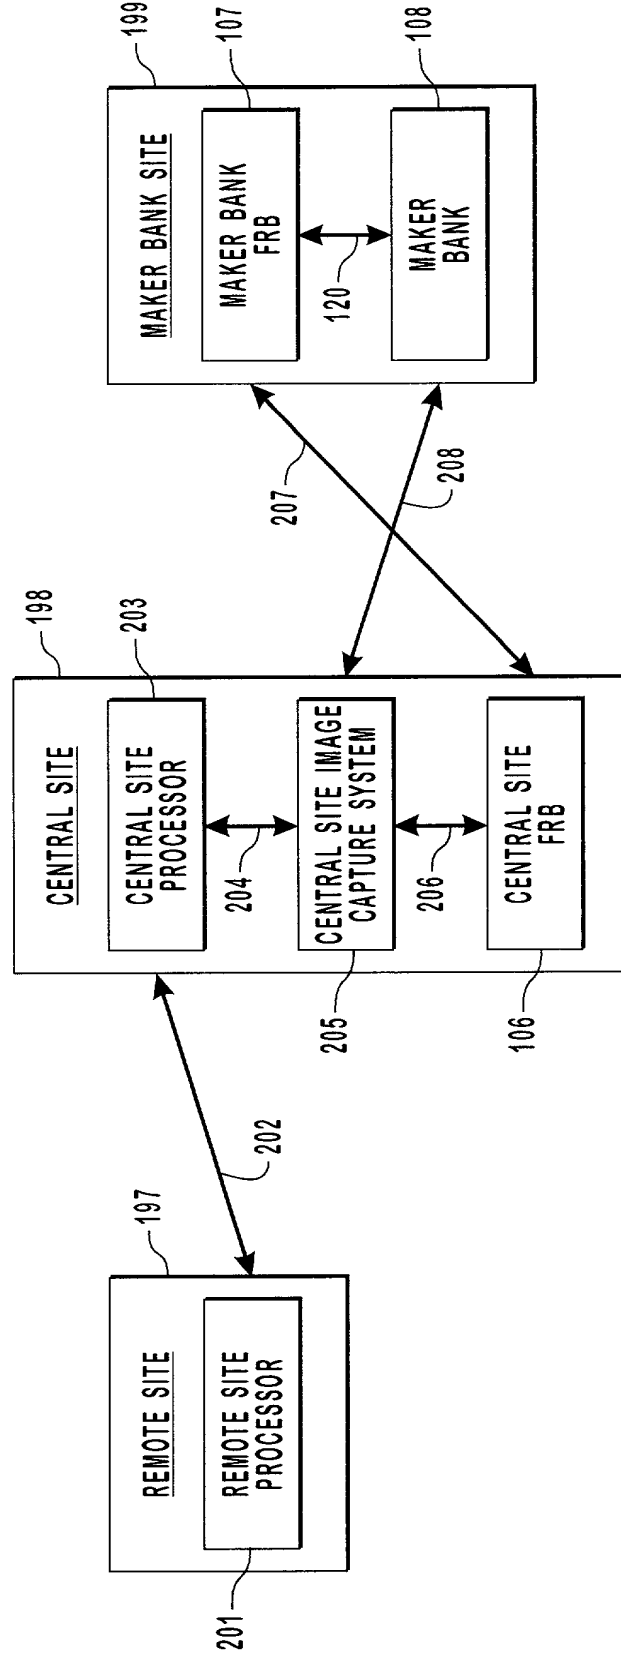 REMOTE SITE
197
REMOTE SITE
PROCESSOR
201
202
CENTRAL SITE
198
CENTRAL SITE
PROCESSOR
203
204
CENTRAL SITE IMAGE
CAPTURE SYSTEM
205
206
CENTRAL SITE
FRB
106
207
208
MAKER BANK SITE
199
MAKER BANK
FRB
107
120
MAKER
BANK
108